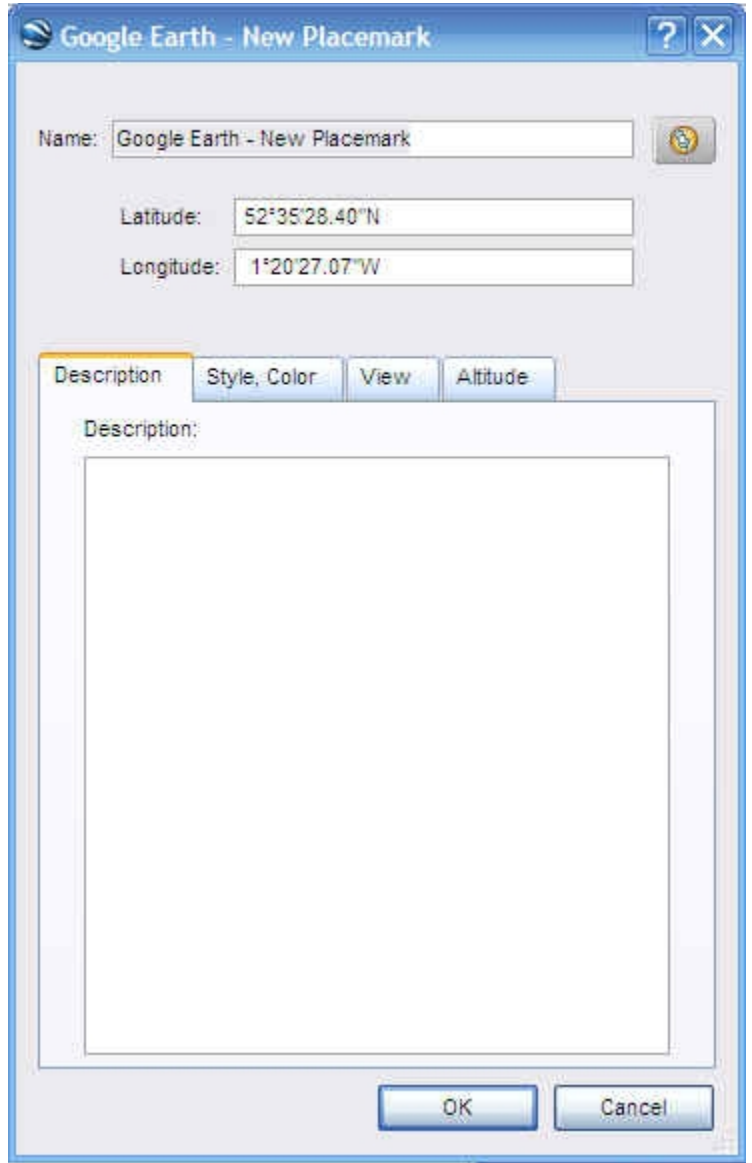 Google Earth - New Placemark
Name: Google Earth - New Placemark
Latitude: 52°35'28.40"N
Longitude: 1°20'27.07"W
Description Style, Color View Altitude
Description:
OK Cancel